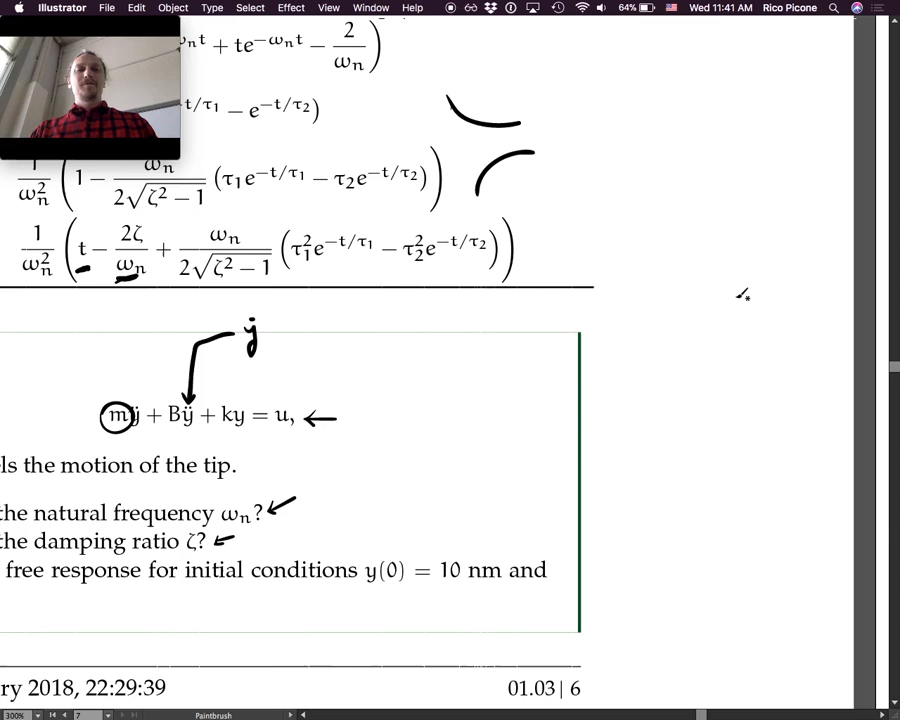 Illustrator File Edit Object Type Select Effect View Window Help 64% Wed 11:41 AM Rico Picone
ωₙt + te^{−ωₙt} − 2/ωₙ)
t/τ₁ − e^{−t/τ₂})
1/ωₙ² (1 − ωₙ/(2√(ζ² − 1)) (τ₁e^{−t/τ₁} − τ₂e^{−t/τ₂}))
1/ωₙ² (t − 2ζ/ωₙ + ωₙ/(2√(ζ² − 1)) (τ₁²e^{−t/τ₁} − τ₂²e^{−t/τ₂}))
ẏ
mÿ + Bÿ + ky = u,
ls the motion of the tip.
the natural frequency ωₙ?
the damping ratio ζ?
free response for initial conditions y(0) = 10 nm and
ry 2018, 22:29:39 01.03 | 6
300% 7 Paintbrush